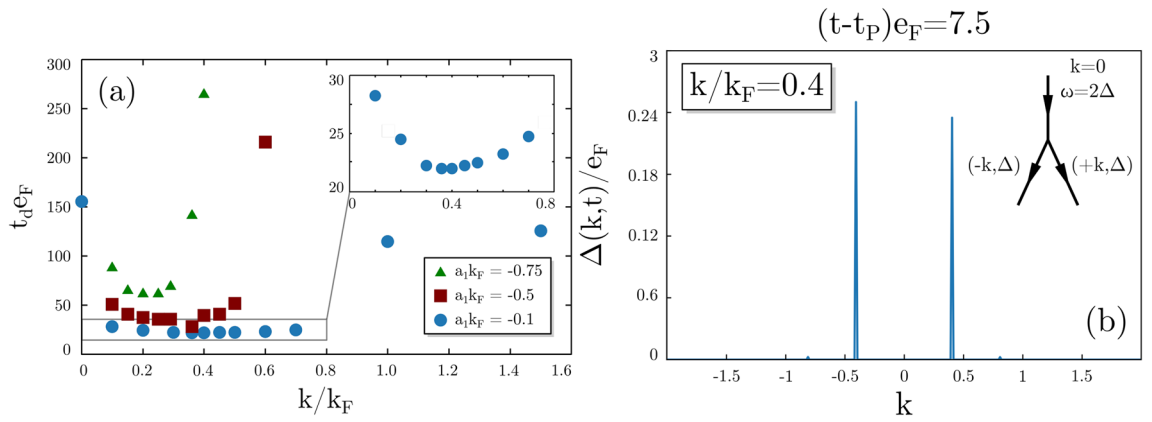 (t-t_P)e_F=7.5
(a)
t_d e_F
300
250
200
150
100
50
0
0
0.2
0.4
0.6
0.8
1.0
1.2
1.4
1.6
k/k_F
30
25
20
0
0.4
0.8
a_1k_F = -0.75
a_1k_F = -0.5
a_1k_F = -0.1
Δ(k,t)/e_F
3
0.24
0.18
0.12
0.6
0
-1.5
-1
-0.5
0
0.5
1
1.5
k
k/k_F=0.4
k=0
ω=2Δ
(-k,Δ)
(+k,Δ)
(b)